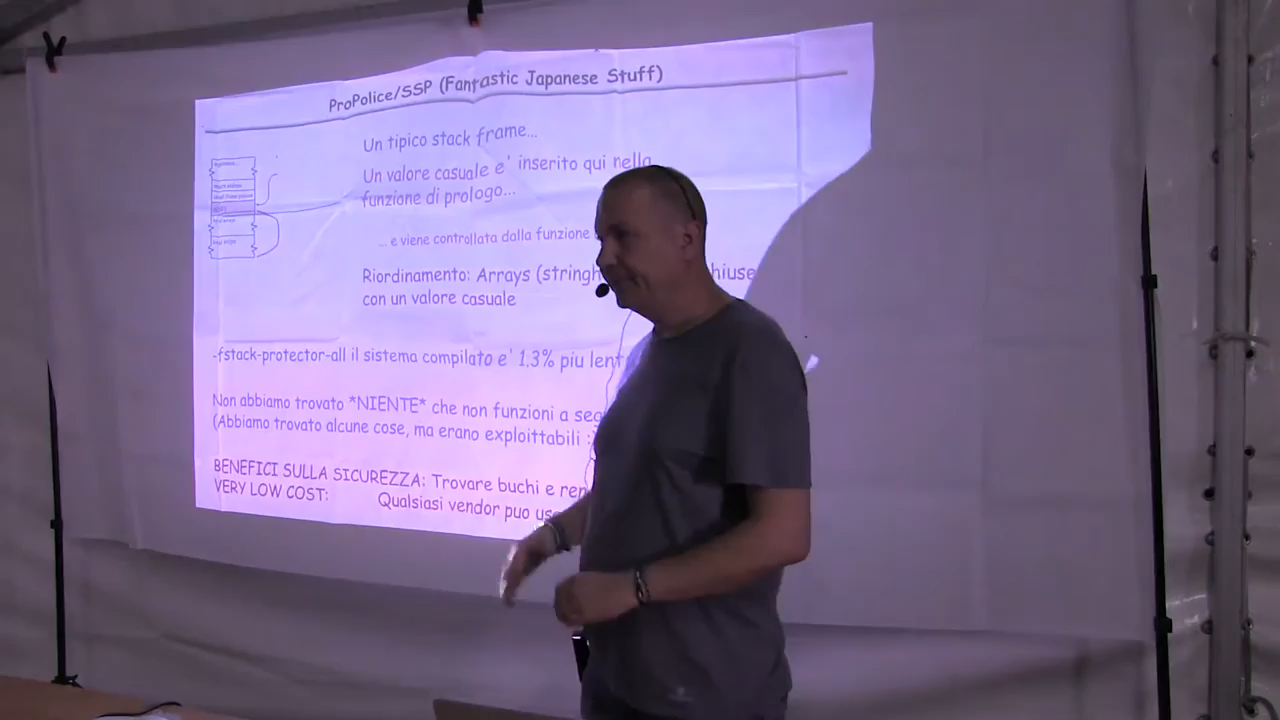 ProPolice/SSP (Fantastic Japanese Stuff)
Un tipico stack frame...
Un valore casuale e' inserito qui nella
funzione di prologo...
... e viene controllata dalla funzione
Riordinamento: Arrays (stringh hiuse
con un valore casuale
-fstack-protector-all il sistema compilato e' 1.3% piu lent
Non abbiamo trovato *NIENTE* che non funzioni a seg
(Abbiamo trovato alcune cose, ma erano exploittabili :
BENEFICI SULLA SICUREZZA: Trovare buchi e ren
VERY LOW COST: Qualsiasi vendor puo us